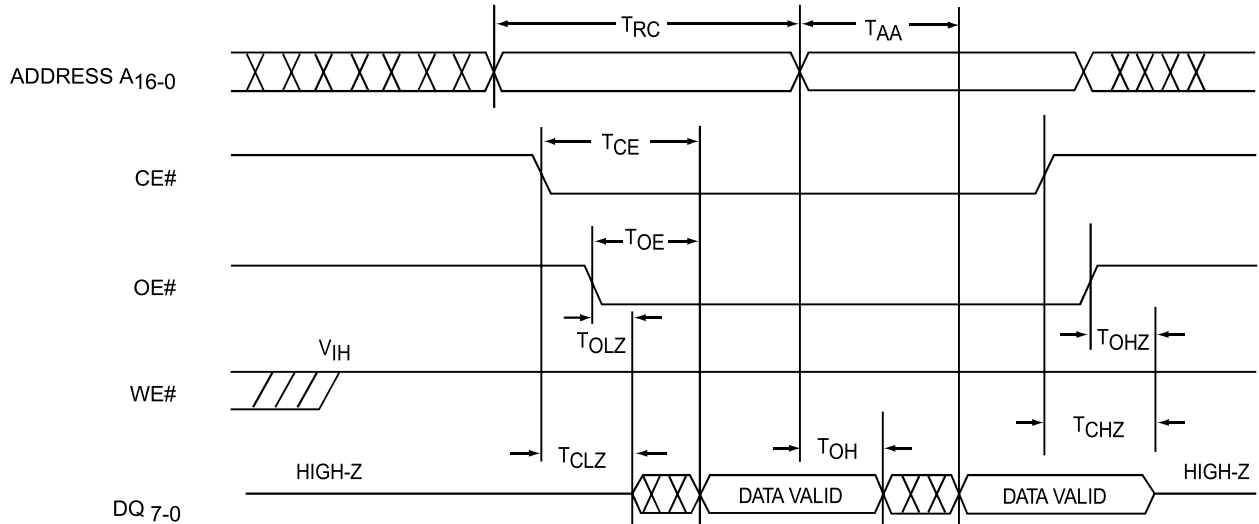 TRC
TAA
ADDRESS A16-0
TCE
CE#
TOE
OE#
TOLZ
TOHZ
VIH
WE#
TCLZ
TOH
TCHZ
HIGH-Z
HIGH-Z
DATA VALID
DATA VALID
DQ 7-0